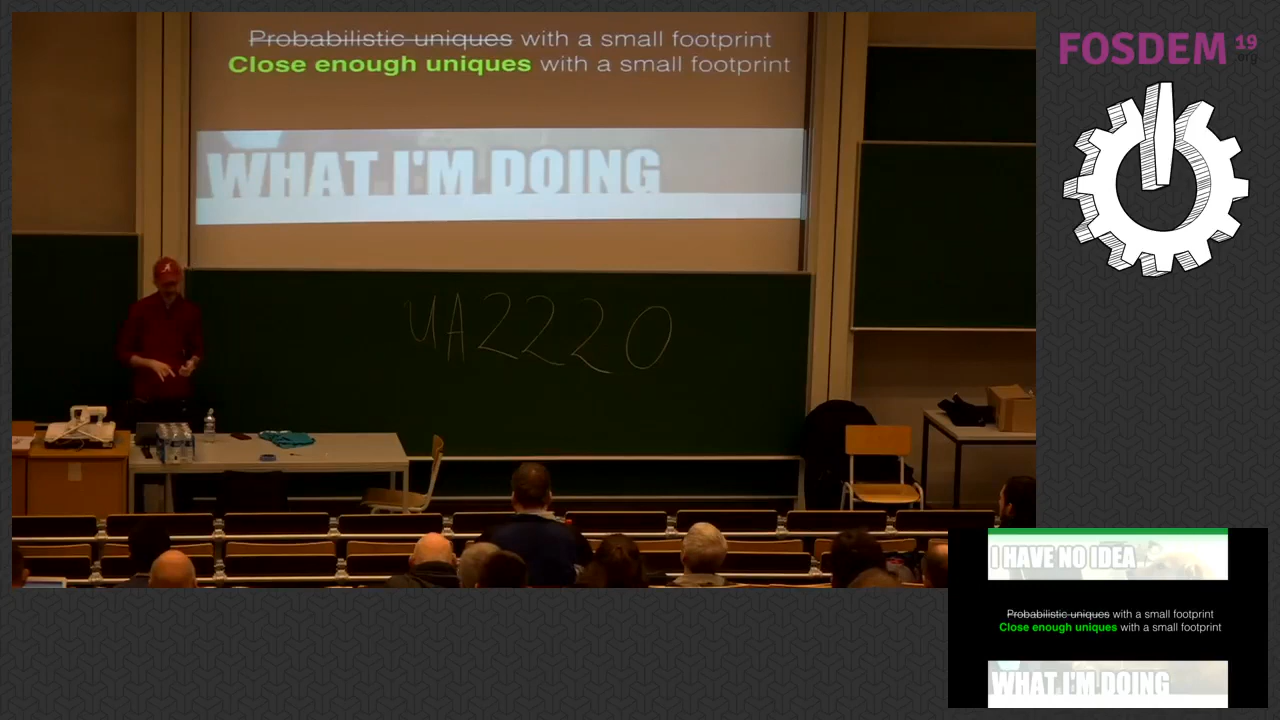 Probabilistic uniques with a small footprint
Close enough uniques with a small footprint
WHAT I'M DOING
UA2220
FOSDEM 19
.org
I HAVE NO IDEA
Probabilistic uniques with a small footprint
Close enough uniques with a small footprint
WHAT I'M DOING